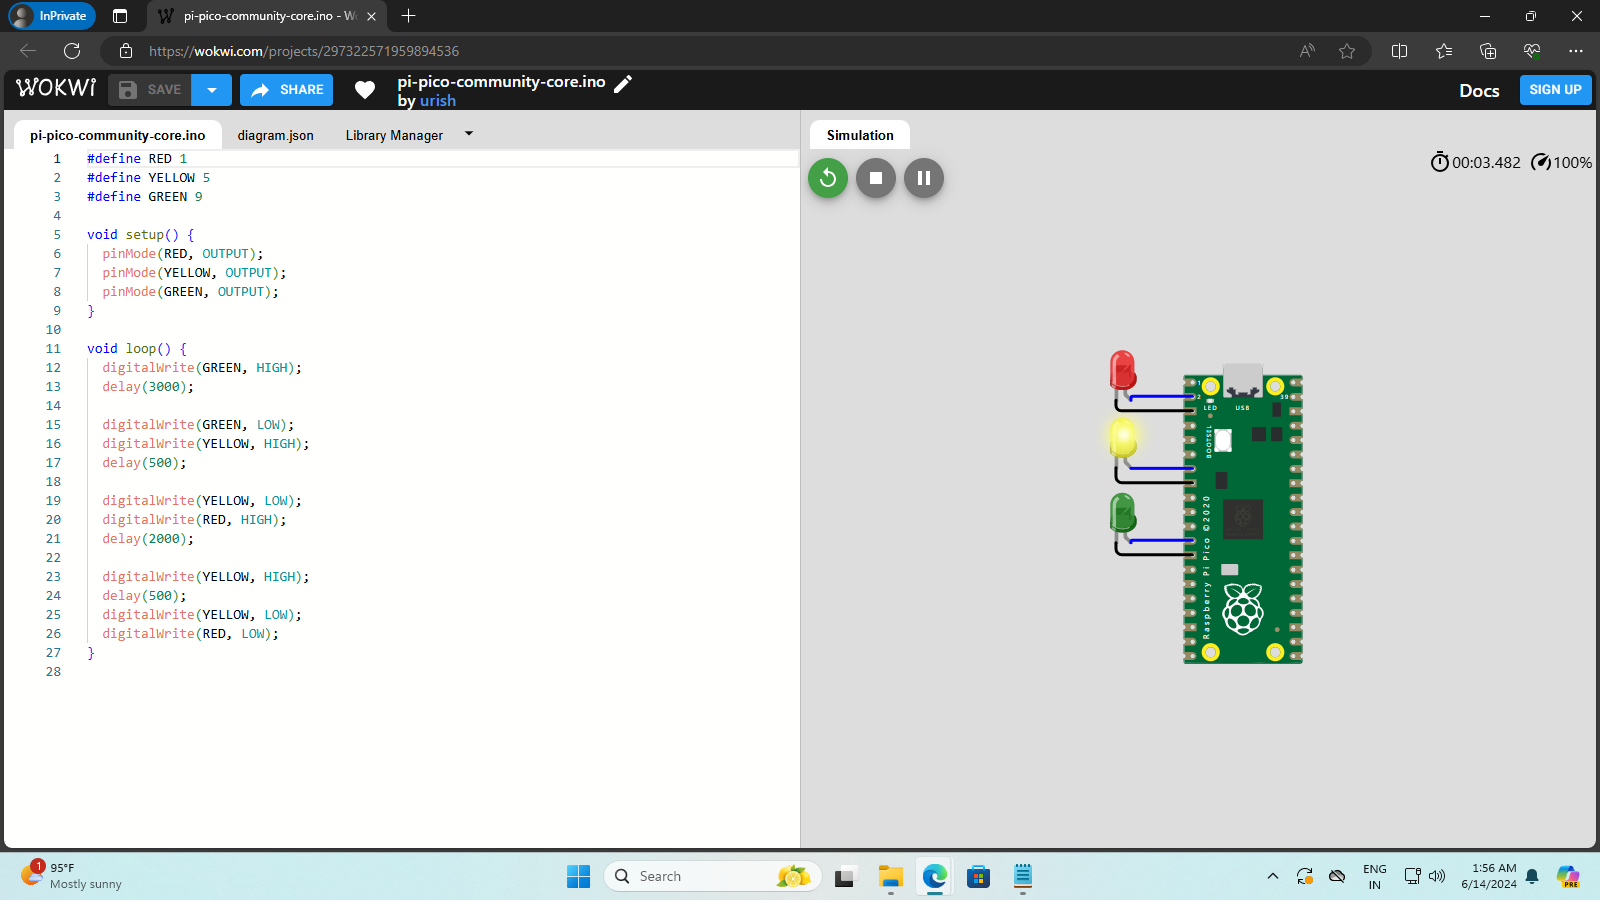 InPrivate
pi-pico-community-core.ino - Wo
https://wokwi.com/projects/297322571959894536
WOKWi
SAVE
SHARE
pi-pico-community-core.ino
by urish
Docs
SIGN UP
pi-pico-community-core.ino
diagram.json
Library Manager
Simulation
00:03.482
100%
1 #define RED 1
2 #define YELLOW 5
3 #define GREEN 9
4
5 void setup() {
6 pinMode(RED, OUTPUT);
7 pinMode(YELLOW, OUTPUT);
8 pinMode(GREEN, OUTPUT);
9 }
10
11 void loop() {
12 digitalWrite(GREEN, HIGH);
13 delay(3000);
14
15 digitalWrite(GREEN, LOW);
16 digitalWrite(YELLOW, HIGH);
17 delay(500);
18
19 digitalWrite(YELLOW, LOW);
20 digitalWrite(RED, HIGH);
21 delay(2000);
22
23 digitalWrite(YELLOW, HIGH);
24 delay(500);
25 digitalWrite(YELLOW, LOW);
26 digitalWrite(RED, LOW);
27 }
28
1
2
39
LED
USB
BOOTSEL
Raspberry Pi Pico ©2020
1
95°F
Mostly sunny
Search
ENG
IN
1:56 AM
6/14/2024
PRE